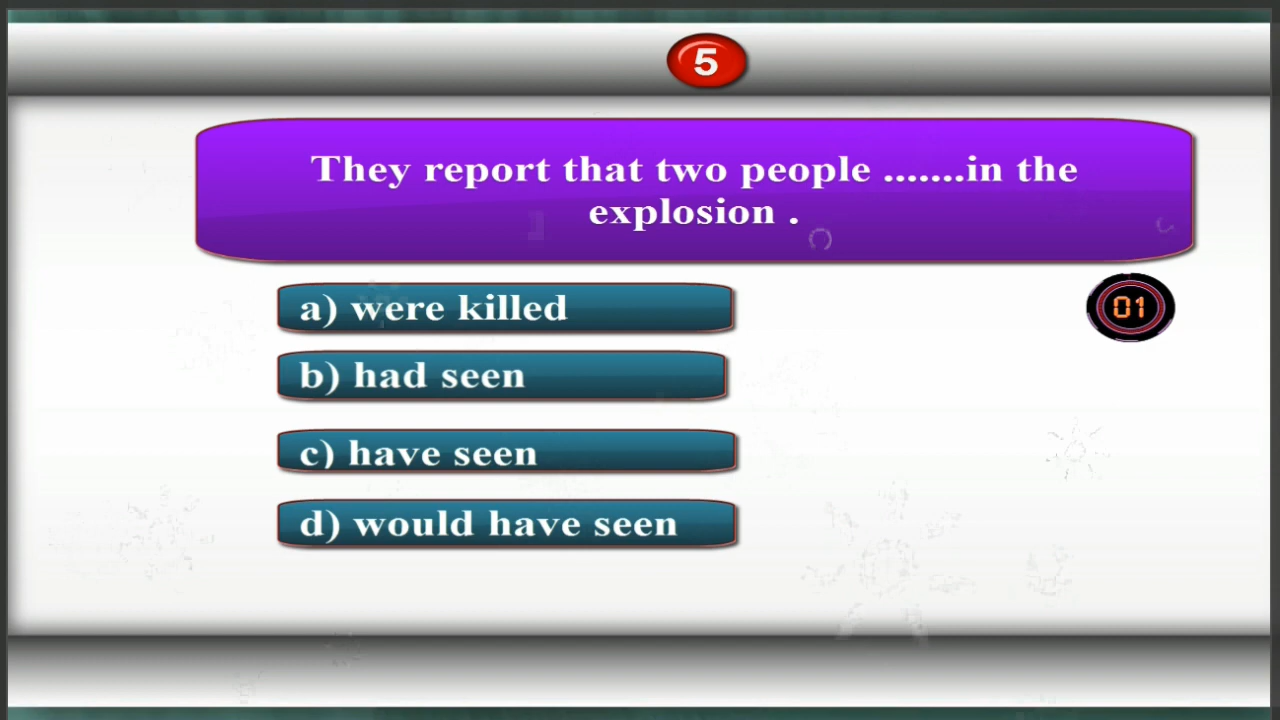 5
They report that two people .......in the
explosion .
a) were killed
01
b) had seen
c) have seen
d) would have seen